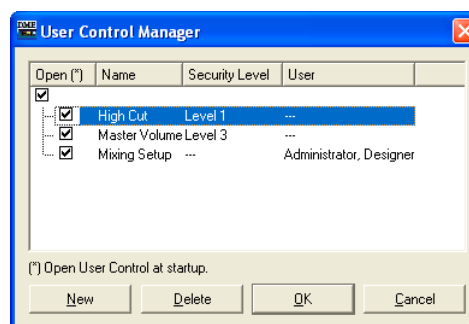 DME User Control Manager
Open (*) Name Security Level User
High Cut Level 1 ---
Master Volume Level 3 ---
Mixing Setup --- Administrator, Designer
(*) Open User Control at startup.
New Delete OK Cancel